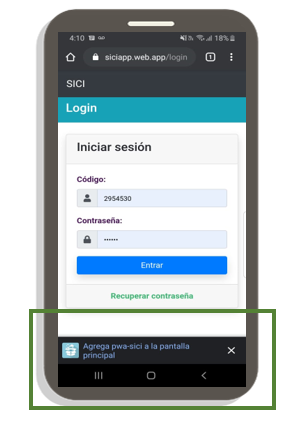 4:10 18%
siciapp.web.app/login 1
SICI
Login
Iniciar sesión
Código:
2954530
Contraseña:
••••••
Entrar
Recuperar contraseña
Agrega pwa-sici a la pantalla
principal